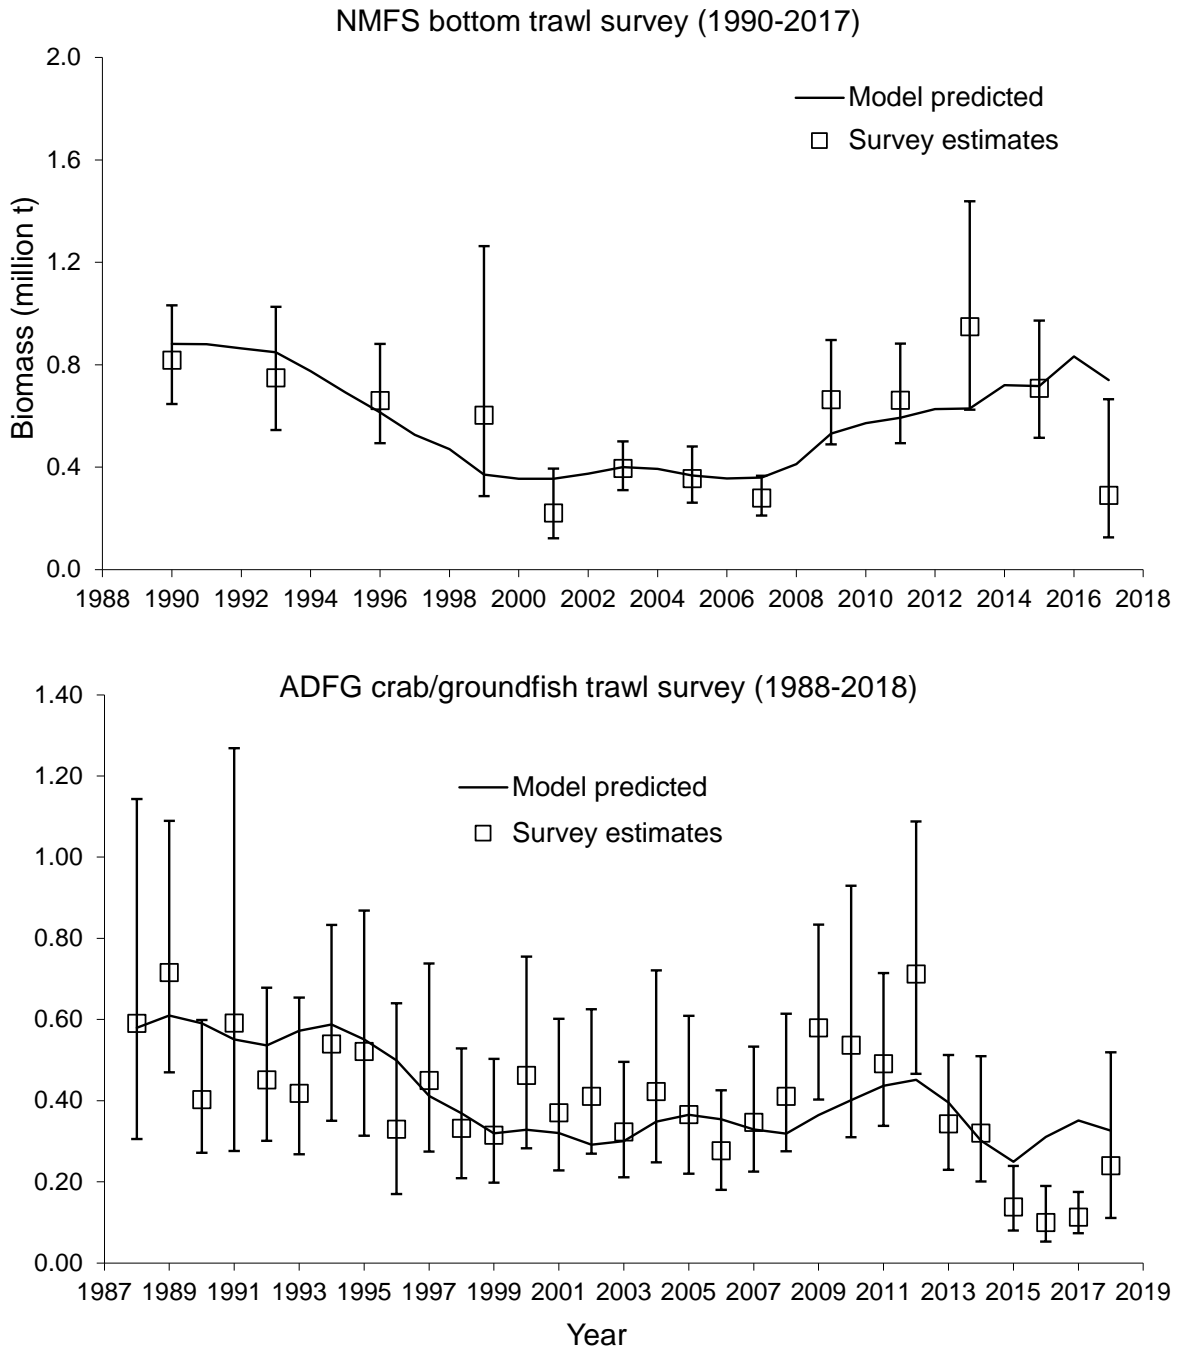 NMFS bottom trawl survey (1990-2017)
2.0
1.6
1.2
0.8
0.4
0.0
Biomass (million t)
Model predicted
Survey estimates
1988 1990 1992 1994 1996 1998 2000 2002 2004 2006 2008 2010 2012 2014 2016 2018
ADFG crab/groundfish trawl survey (1988-2018)
1.40
1.20
1.00
0.80
0.60
0.40
0.20
0.00
Model predicted
Survey estimates
1987 1989 1991 1993 1995 1997 1999 2001 2003 2005 2007 2009 2011 2013 2015 2017 2019
Year